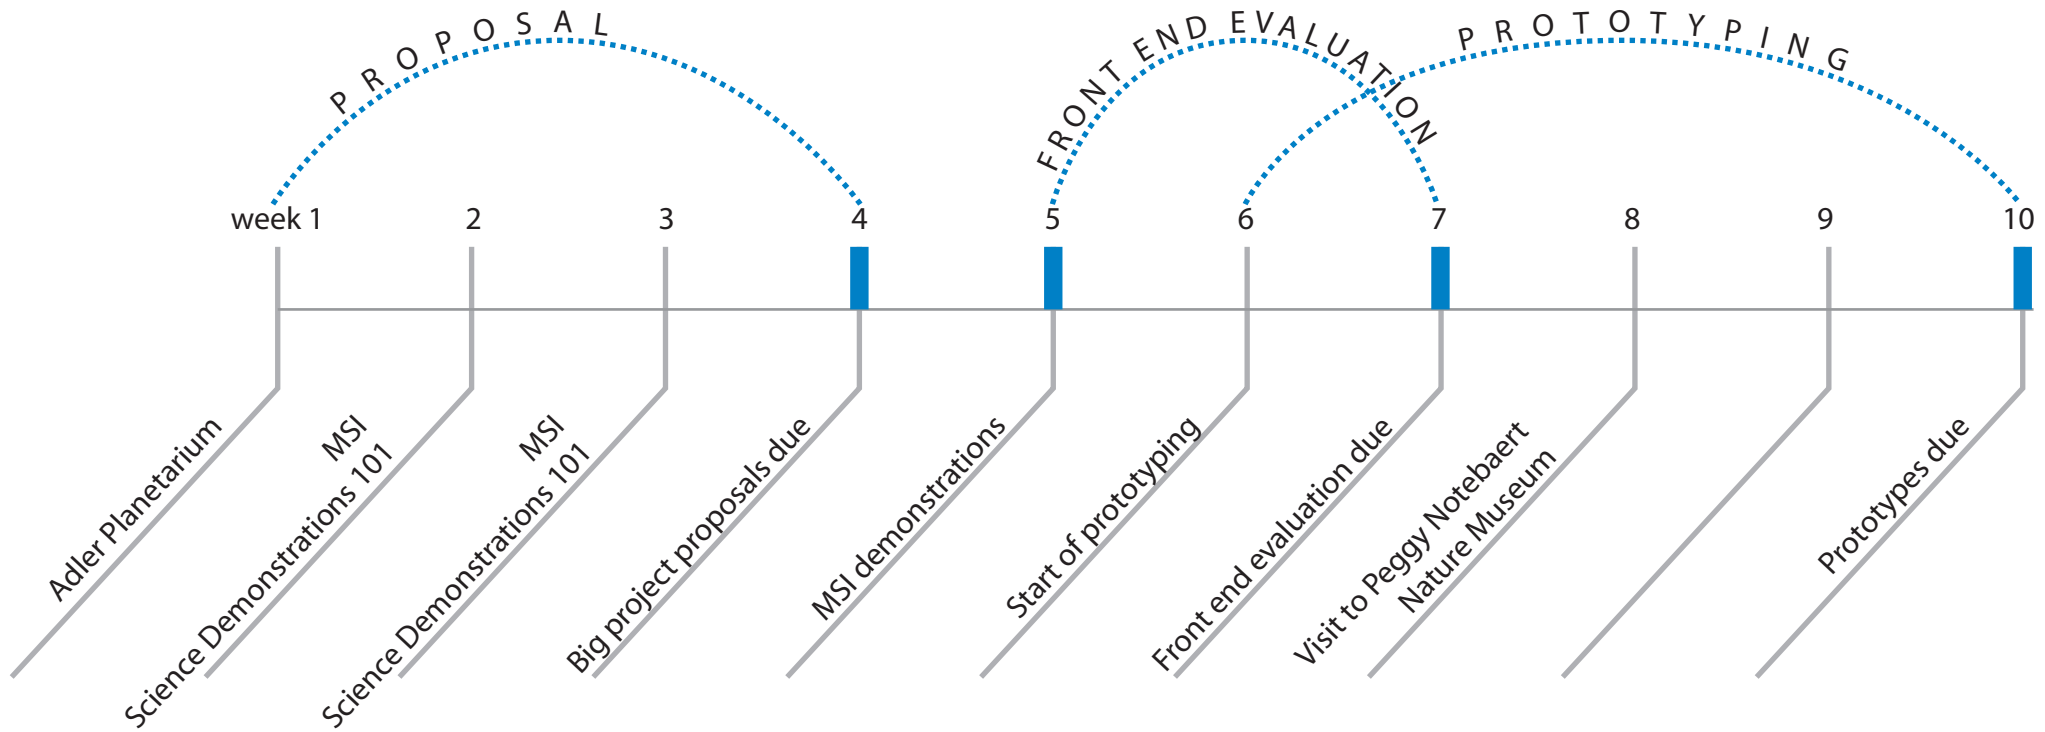 PROPOSAL
FRONT END EVALUATION
PROTOTYPING
week 1
2
3
4
5
6
7
8
9
10
Adler Planetarium
MSI
Science Demonstrations 101
MSI
Science Demonstrations 101
Big project proposals due
MSI demonstrations
Start of prototyping
Front end evaluation due
Visit to Peggy Notebaert
Nature Museum
Prototypes due